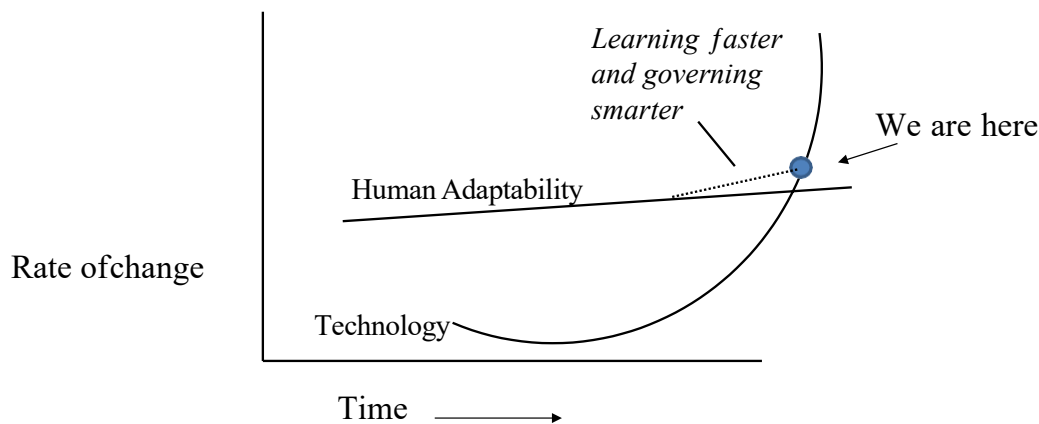 Learning faster
and governing
smarter
We are here
Human Adaptability
Rate ofchange
Technology
Time